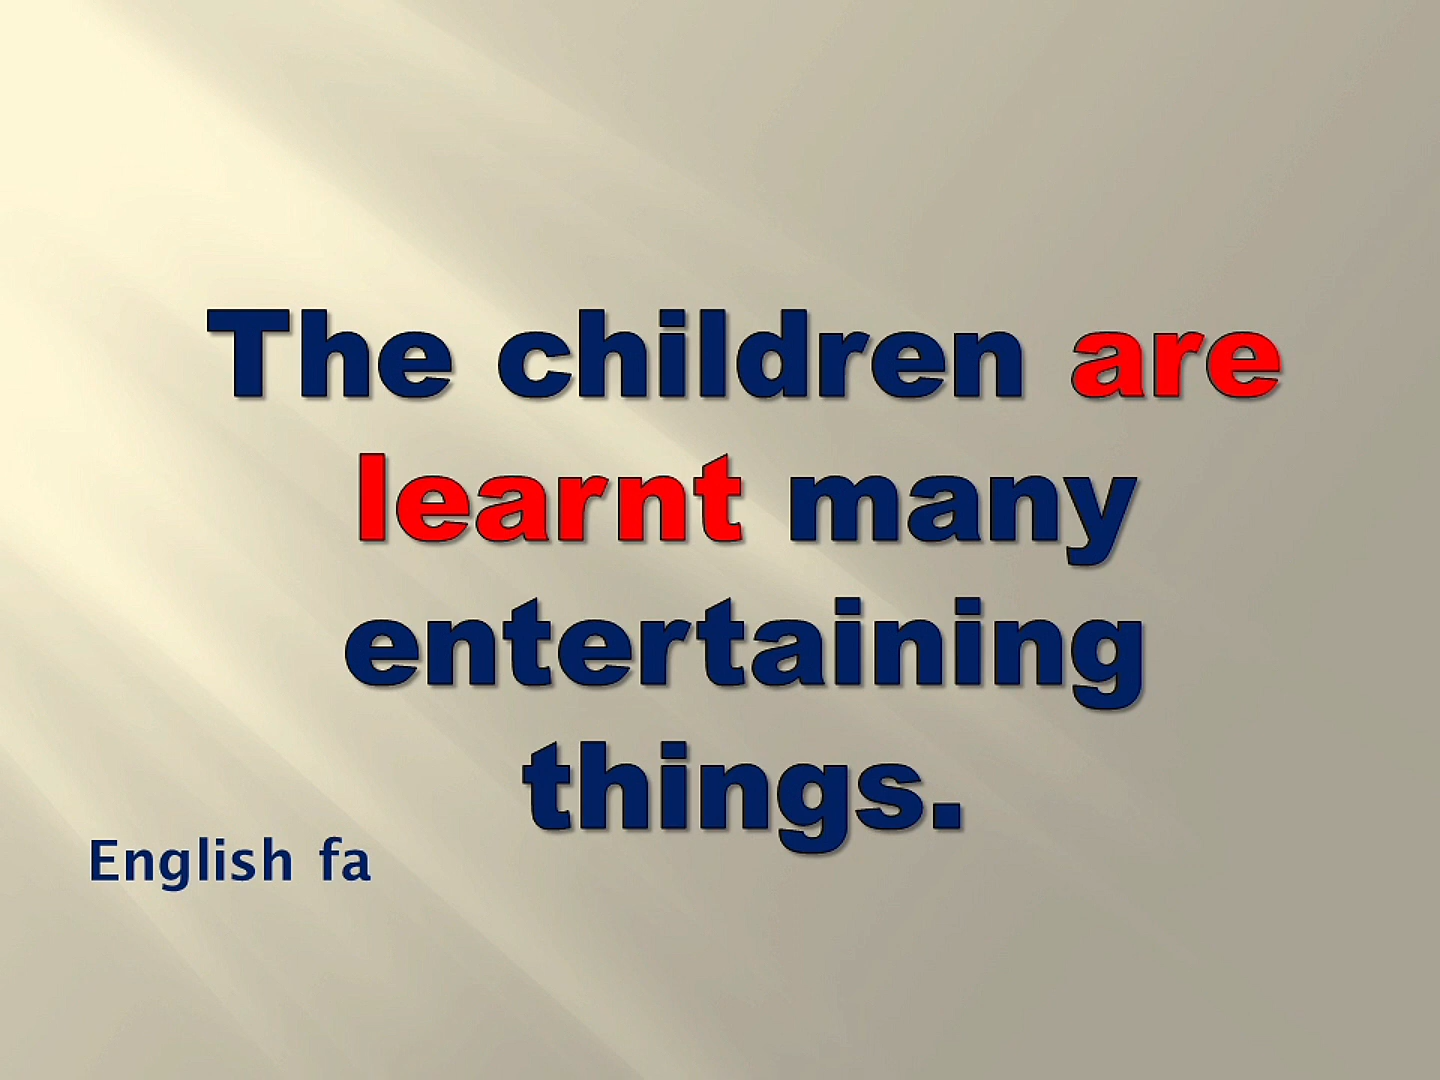 The children are
learnt many
entertaining
things.
English fa